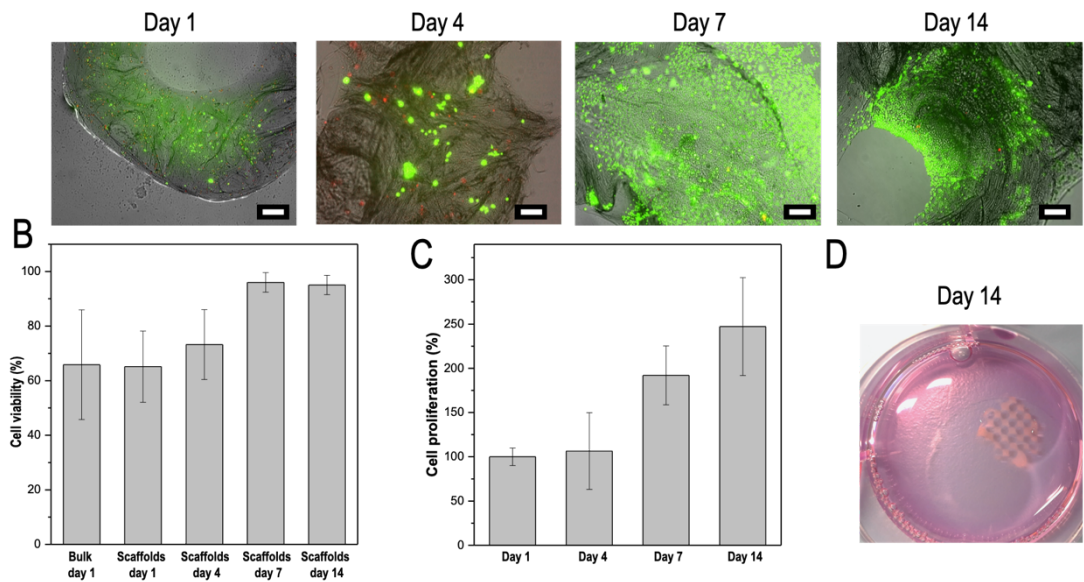 Day 1
Day 4
Day 7
Day 14
B
Cell viability (%)
100
80
60
40
20
0
Bulk
day 1
Scaffolds
day 1
Scaffolds
day 4
Scaffolds
day 7
Scaffolds
day 14
C
Cell proliferation (%)
300
250
200
150
100
50
0
Day 1
Day 4
Day 7
Day 14
D
Day 14